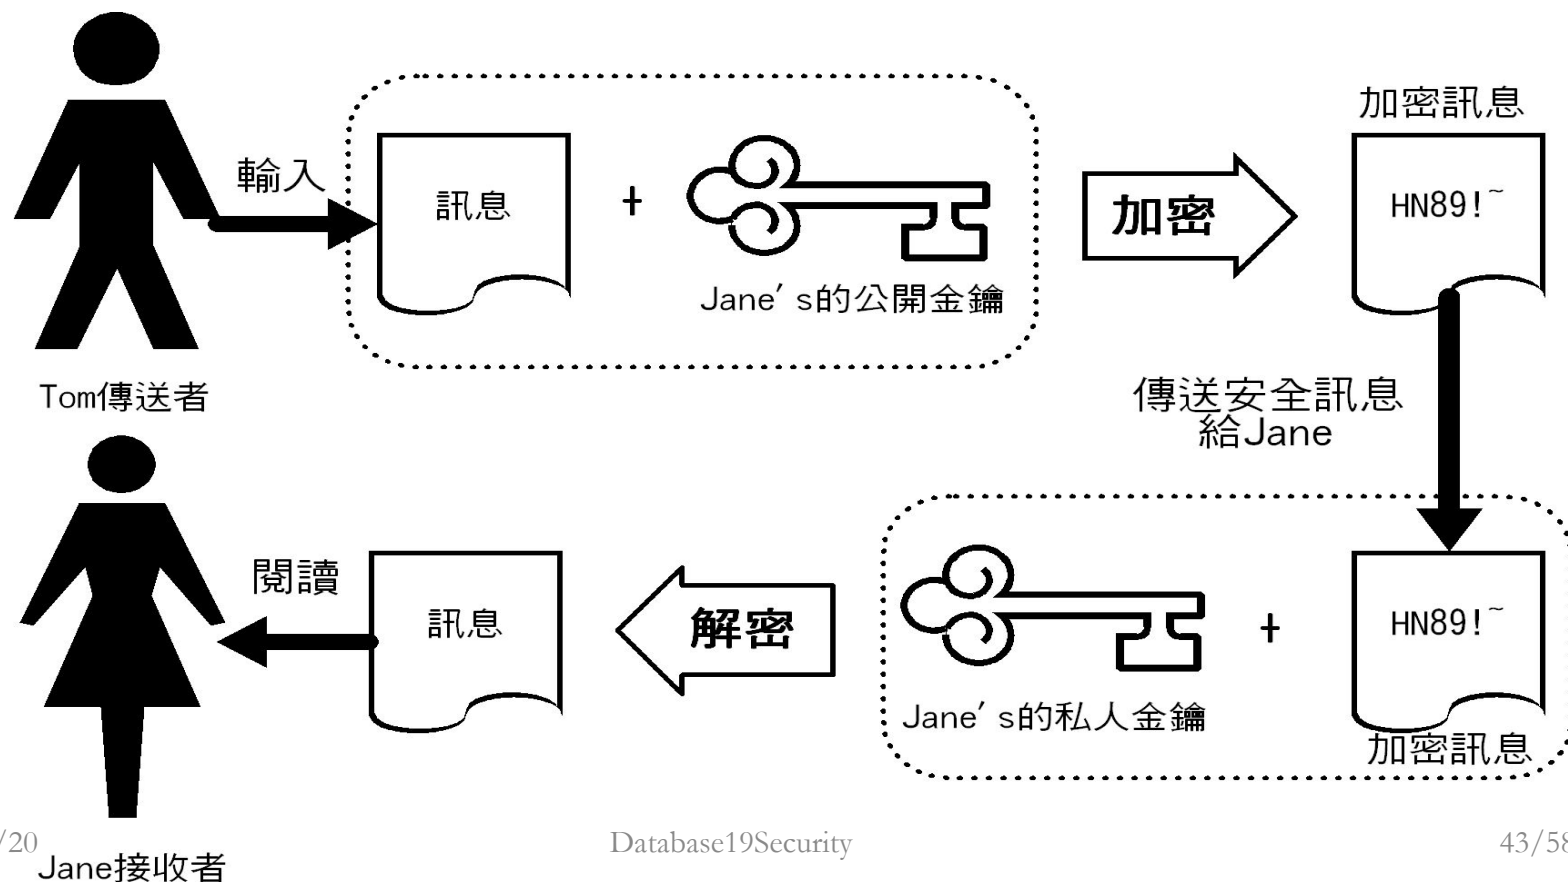 加密訊息
輸入
訊息
+
加密
HN89!~
Jane's的公開金鑰
Tom傳送者
傳送安全訊息
給Jane
閱讀
訊息
解密
+
HN89!~
Jane's的私人金鑰
加密訊息
/20
Database19Security
43/58
Jane接收者